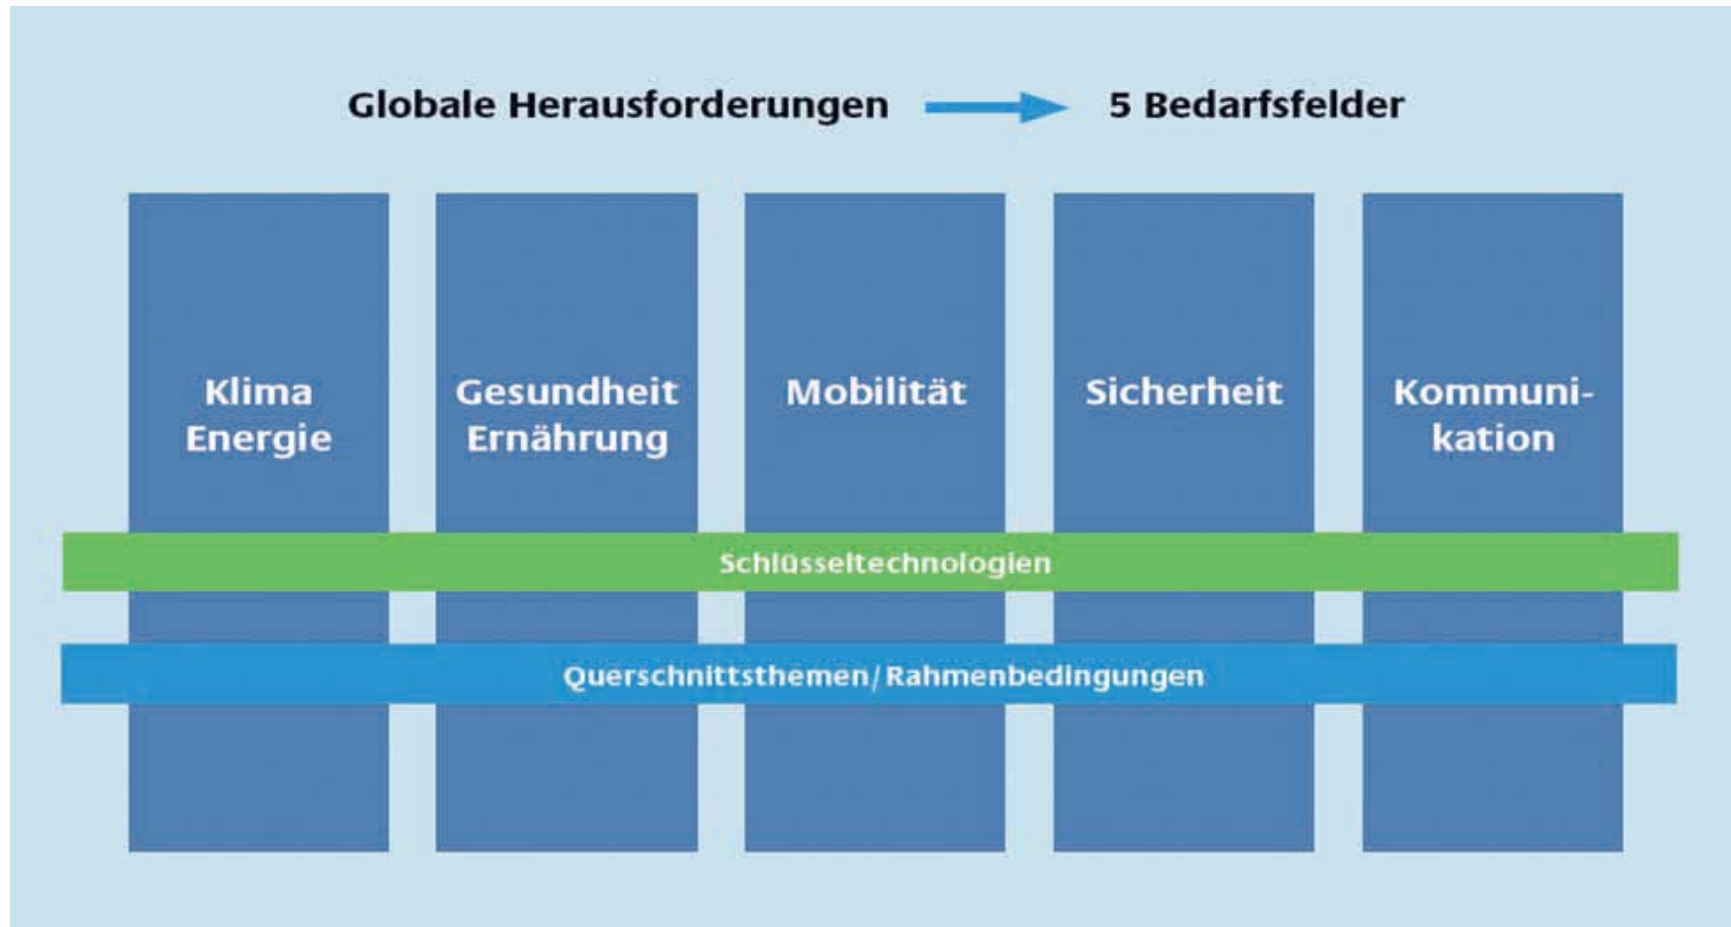 Globale Herausforderungen
5 Bedarfsfelder
Klima
Energie
Gesundheit
Ernährung
Mobilität
Sicherheit
Kommuni-
kation
Schlüsseltechnologien
Querschnittsthemen/Rahmenbedingungen